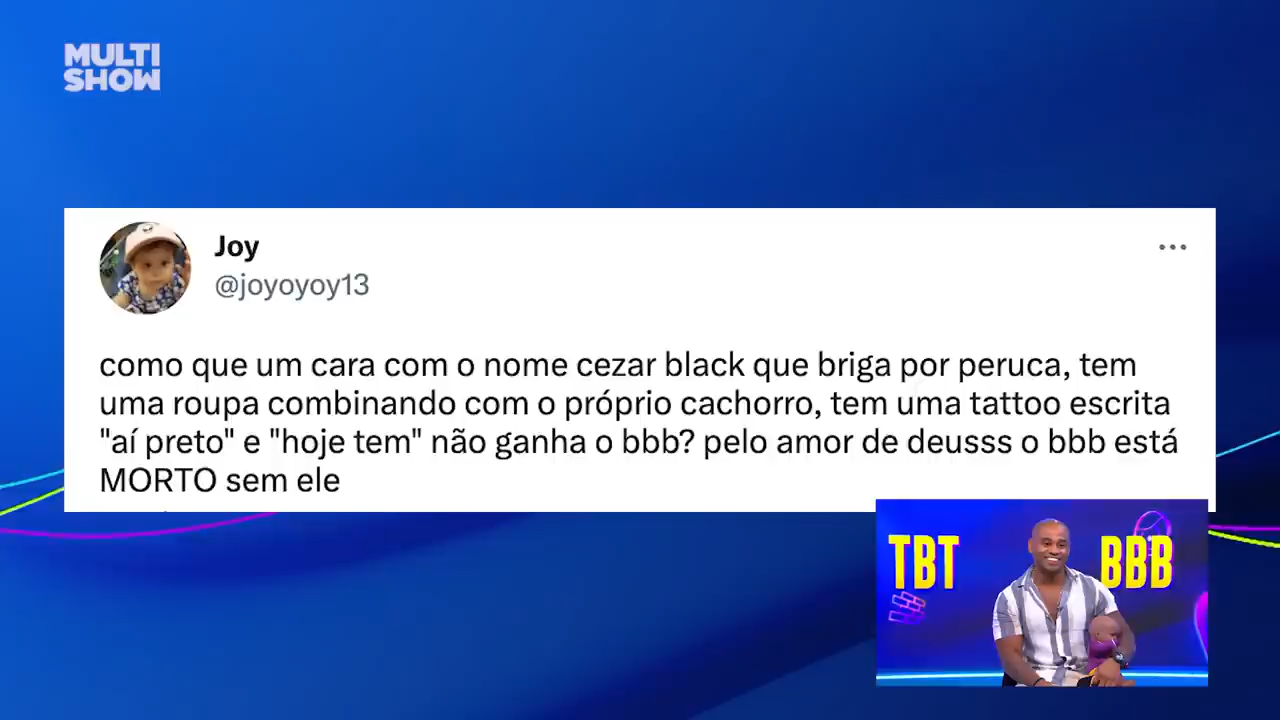 MULTI
SHOW
Joy
@joyoyoy13
como que um cara com o nome cezar black que briga por peruca, tem
uma roupa combinando com o próprio cachorro, tem uma tattoo escrita
"aí preto" e "hoje tem" não ganha o bbb? pelo amor de deusss o bbb está
MORTO sem ele
TBT
BBB